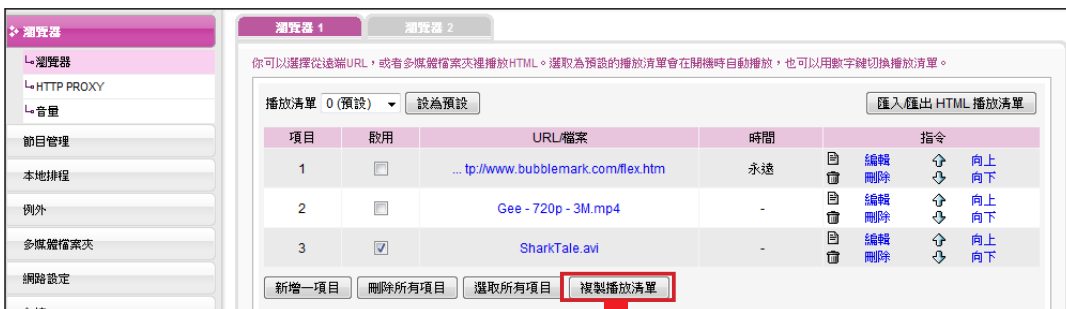 瀏覽器
瀏覽器
HTTP PROXY
音量
節目管理
本地排程
例外
多媒體檔案夾
網路設定
瀏覽器 1 瀏覽器 2
你可以選擇從遠端URL，或者多媒體檔案夾裡播放HTML。選取為預設的播放清單會在開機時自動播放，也可以用數字鍵切換播放清單。
播放清單 0 (預設) 設為預設 匯入/匯出 HTML 播放清單
項目 啟用 URL/檔案 時間 指令
1 ... tp://www.bubblemark.com/flex.htm 永遠 編輯 向上
刪除 向下
2 Gee - 720p - 3M.mp4 - 編輯 向上
刪除 向下
3 SharkTale.avi - 編輯 向上
刪除 向下
新增一項目 刪除所有項目 選取所有項目 複製播放清單